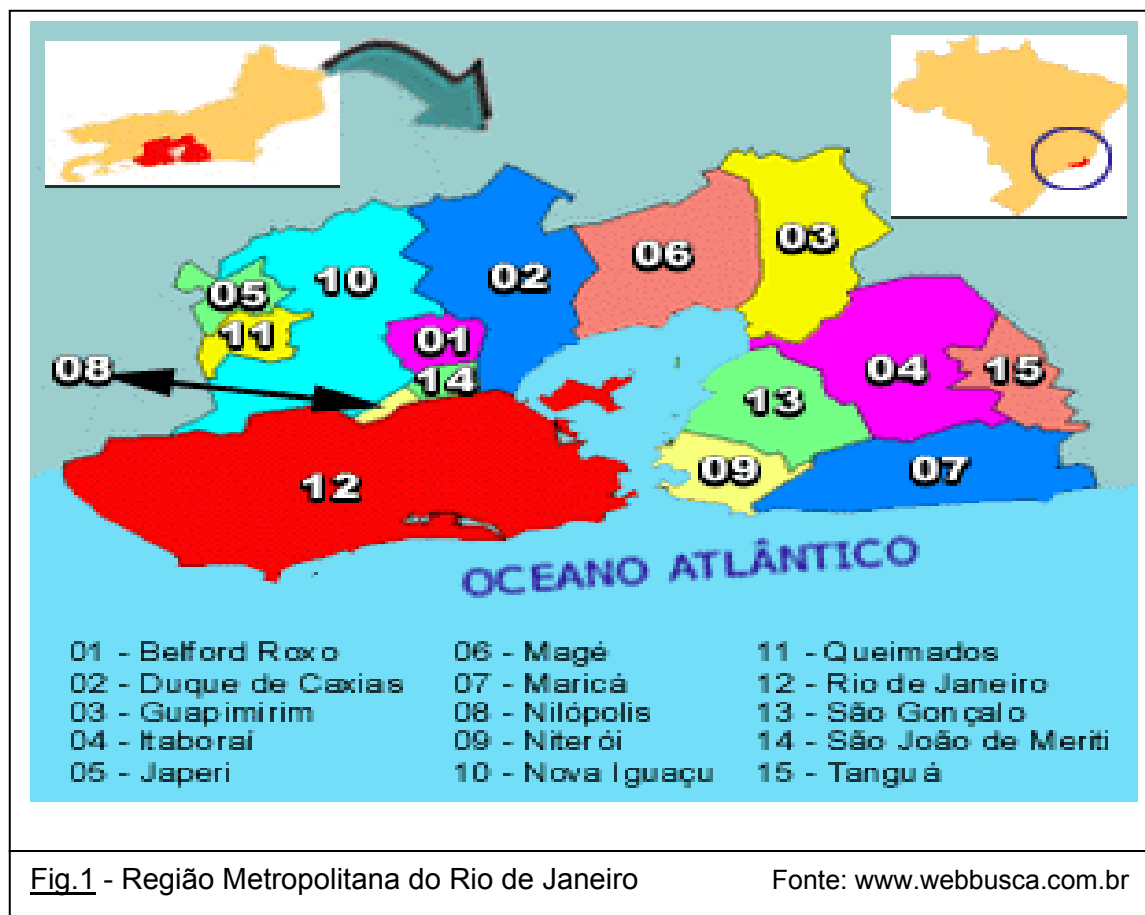 05
10
02
06
03
11
01
08
14
04
15
13
09
07
12
OCEANO ATLÂNTICO
01 - Belford Roxo
02 - Duque de Caxias
03 - Guapimirim
04 - Itaboraí
05 - Japeri
06 - Magé
07 - Maricá
08 - Nilópolis
09 - Niterói
10 - Nova Iguaçu
11 - Queimados
12 - Rio de Janeiro
13 - São Gonçalo
14 - São João de Meriti
15 - Tanguá
Fig.1 - Região Metropolitana do Rio de Janeiro Fonte: www.webbusca.com.br